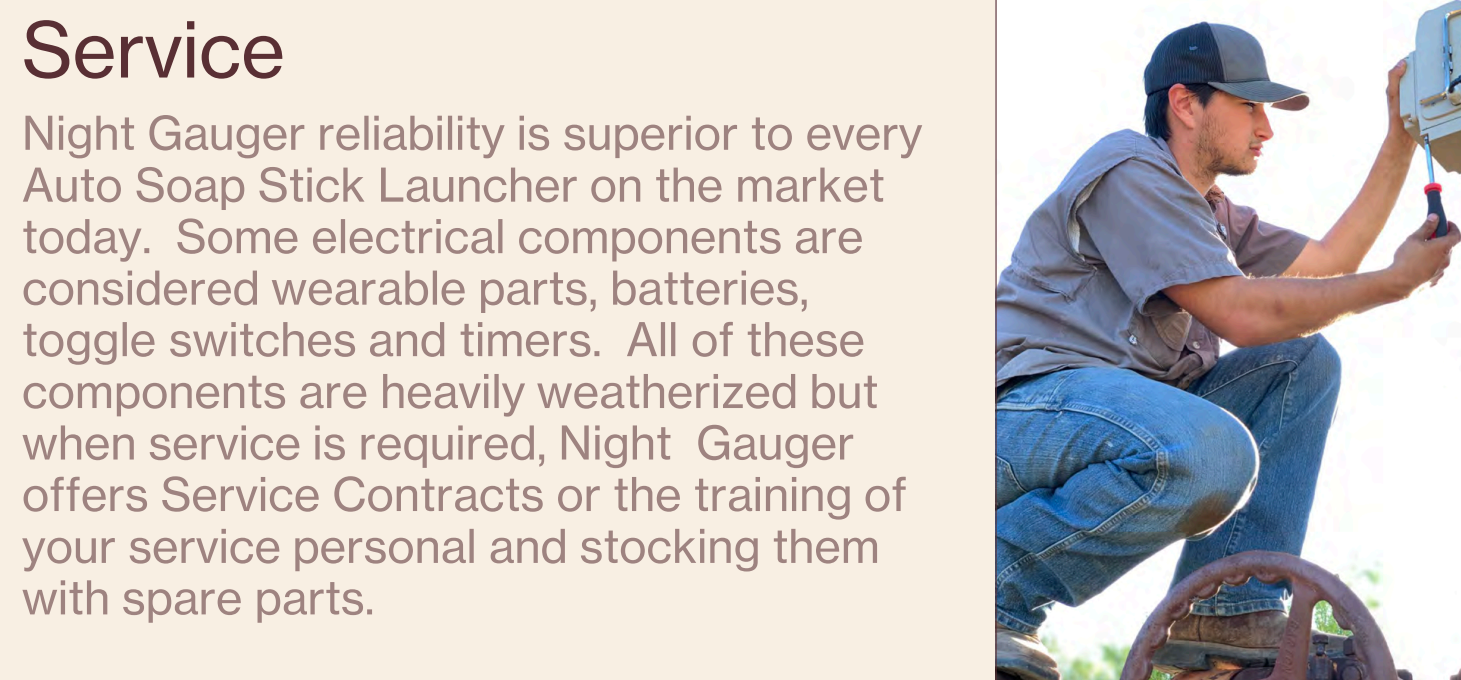 Service
Night Gauger reliability is superior to every
Auto Soap Stick Launcher on the market
today.  Some electrical components are
considered wearable parts, batteries,
toggle switches and timers.  All of these
components are heavily weatherized but
when service is required, Night  Gauger
offers Service Contracts or the training of
your service personal and stocking them
with spare parts.